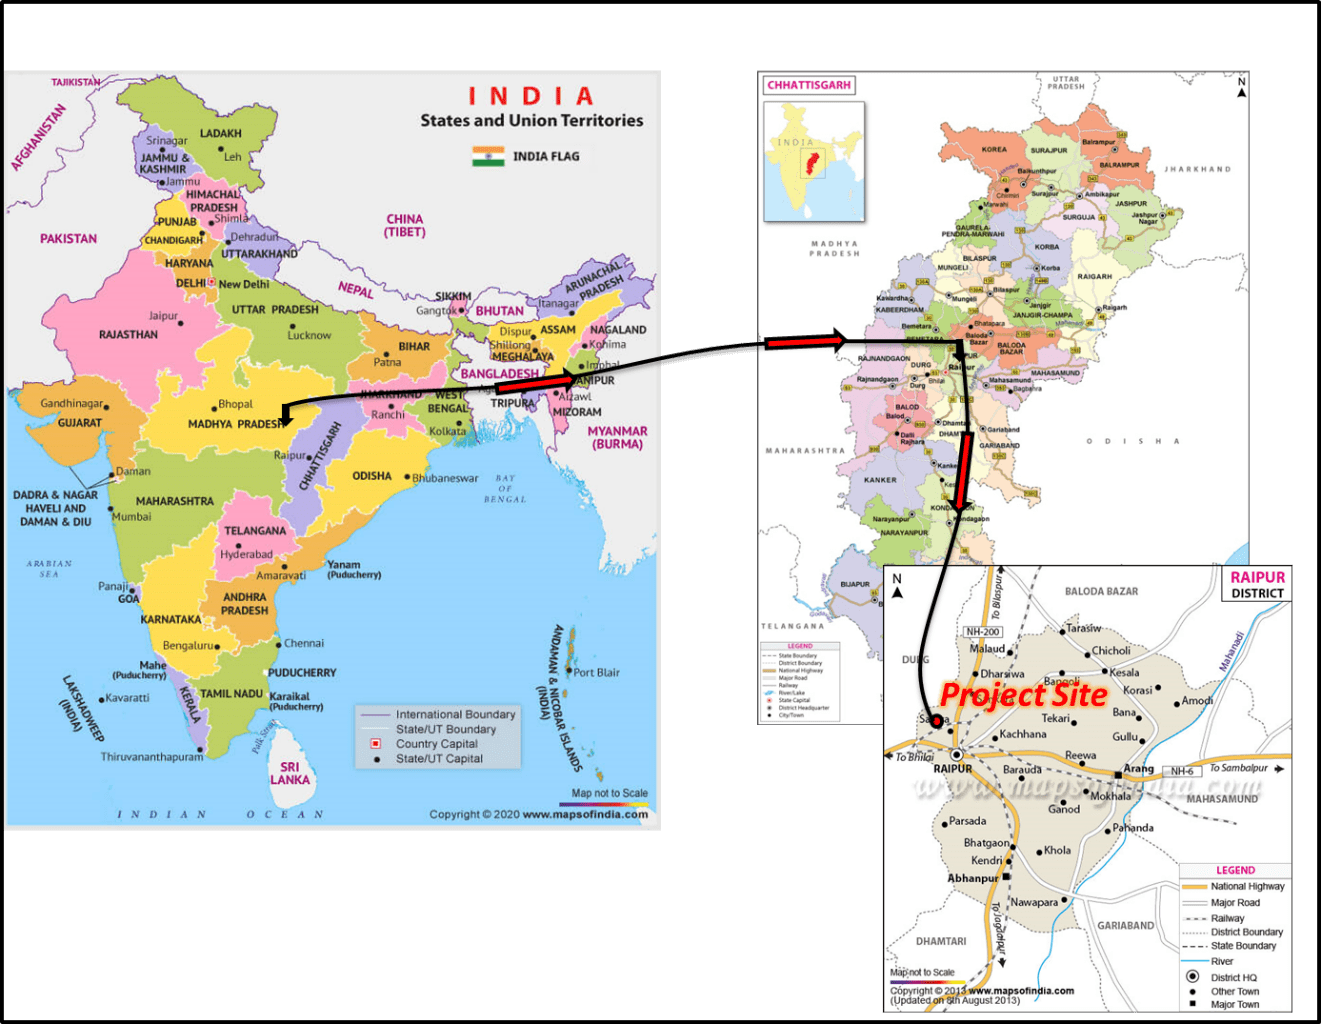 TAJIKISTAN
AFGHANISTAN
PAKISTAN
INDIA
States and Union Territories
INDIA FLAG
LADAKH
Leh
Srinagar
JAMMU &
KASHMIR
Jammu
HIMACHAL
PRADESH
Shimla
PUNJAB
CHANDIGARH
Dehradun
UTTARAKHAND
HARYANA
DELHI
New Delhi
CHINA
(TIBET)
NEPAL
RAJASTHAN
Jaipur
UTTAR PRADESH
Lucknow
SIKKIM
Gangtok
BHUTAN
ARUNACHAL
PRADESH
Itanagar
Dispur
ASSAM
NAGALAND
Kohima
Shillong
MEGHALAYA
Imphal
BIHAR
Patna
BANGLADESH
TRIPURA
Aizawl
MIZORAM
MYANMAR
(BURMA)
JHARKHAND
Ranchi
WEST
BENGAL
Kolkata
Gandhinagar
GUJARAT
Bhopal
MADHYA PRADESH
Raipur
CHHATTISGARH
ODISHA
Bhubaneswar
Daman
DADRA & NAGAR
HAVELI AND
DAMAN & DIU
MAHARASHTRA
Mumbai
BAY
OF
BENGAL
TELANGANA
Hyderabad
ARABIAN
SEA
Amaravati
Yanam
(Puducherry)
Panaji
GOA
KARNATAKA
ANDHRA
PRADESH
Bengaluru
Chennai
Mahe
(Puducherry)
PUDUCHERRY
KERALA
TAMIL NADU
Karaikal
(Puducherry)
LAKSHADWEEP
(INDIA)
Kavaratti
Thiruvananthapuram
Palk Strait
SRI
LANKA
ANDAMAN & NICOBAR ISLANDS
(INDIA)
Port Blair
International Boundary
State/UT Boundary
Country Capital
State/UT Capital
INDIAN OCEAN
Map not to Scale
Copyright © 2020 www.mapsofindia.com
CHHATTISGARH
INDIA
UTTAR
PRADESH
N
JHARKHAND
MADHYA
PRADESH
KOREA
SURAJPUR
Balrampur
BALRAMPUR
Baikunthpur
Surajpur
Ambikapur
SURGUJA
JASHPUR
Jashpur
Nagar
Marwahi
GAURELA-
PENDRA-MARWAHI
KORBA
Korba
BILASPUR
MUNGELI
Bilaspur
Mungeli
RAIGARH
Raigarh
Kawardha
KABEERDHAM
Janjgir
JANJGIR-CHAMPA
Bemetara
BEMETARA
Bhatapara
Baloda
Bazar
BALODA
BAZAR
RAJNANDGAON
Rajnandgaon
DURG
Durg
Bhilai
Raipur
MAHASAMUND
Mahasamund
Bagbahra
BALOD
Balod
Dalli
Rajhara
Dhamtari
Gariaband
GARIABAND
MAHARASHTRA
ODISHA
KANKER
Kanker
Narayanpur
NARAYANPUR
Kondagaon
BIJAPUR
TELANGANA
LEGEND
State Boundary
District Boundary
National Highway
Major Road
Railway
River/Lake
State Capital
District Headquarter
City/Town
N
RAIPUR
DISTRICT
BALODA BAZAR
To Bilaspur
NH-200
DURG
Tarasiw
Malaud
Chicholi
Dharsiwa
Bangoli
Kesala
Korasi
Amodi
Mahanadi
Project Site
Tekari
Bana
Kachhana
Gullu
To Bhilai
RAIPUR
Reewa
Barauda
Arang
NH-6
To Sambalpur
www.mapsofindia.com
Mokhala
MAHASAMUND
Ganod
Parsada
Pahanda
Bhatgaon
Khola
Kendri
Abhanpur
Nawapara
To Jagdalpur
GARIABAND
DHAMTARI
LEGEND
National Highway
Major Road
Railway
District Boundary
State Boundary
River
District HQ
Other Town
Major Town
Map not to Scale
Copyright © 2013 www.mapsofindia.com
(Updated on 8th August 2013)